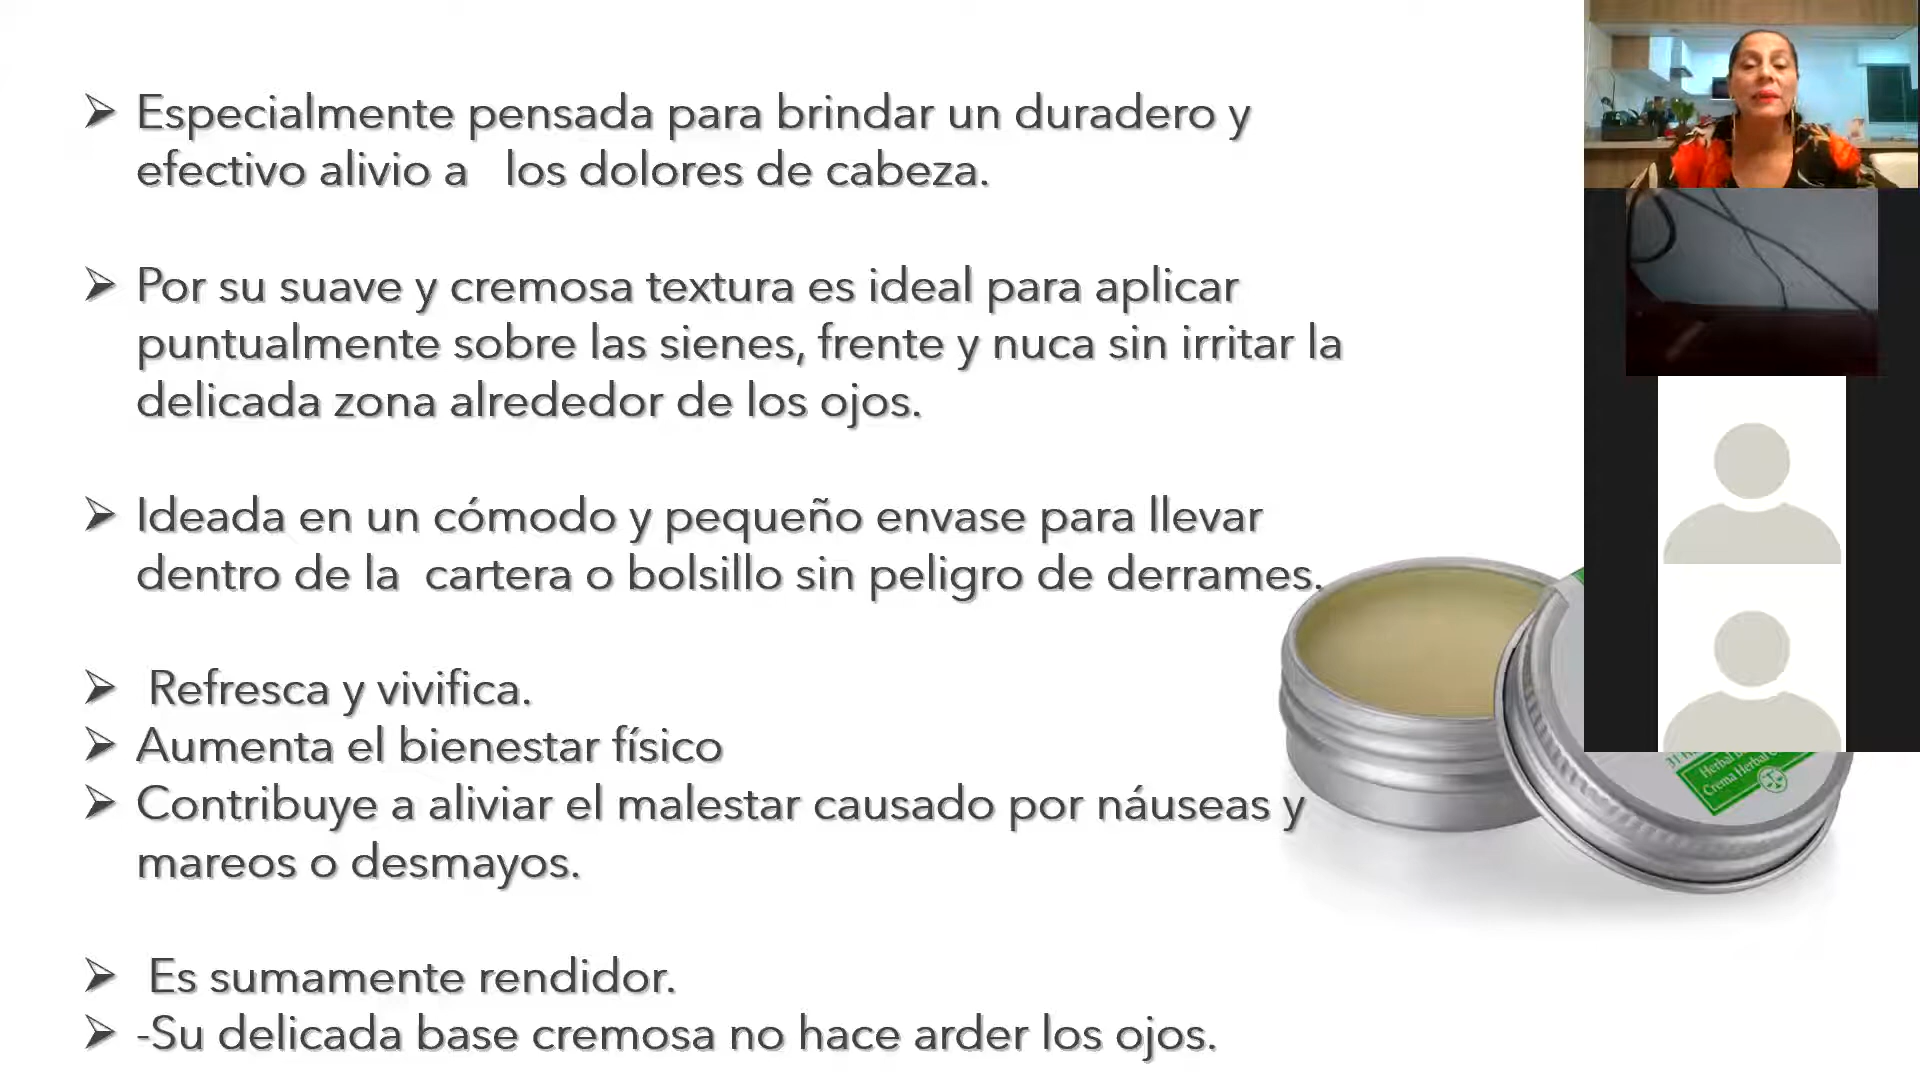 ➢ Especialmente pensada para brindar un duradero y
efectivo alivio a los dolores de cabeza.
➢ Por su suave y cremosa textura es ideal para aplicar
puntualmente sobre las sienes, frente y nuca sin irritar la
delicada zona alrededor de los ojos.
➢ Ideada en un cómodo y pequeño envase para llevar
dentro de la cartera o bolsillo sin peligro de derrames.
➢ Refresca y vivifica.
➢ Aumenta el bienestar físico
➢ Contribuye a aliviar el malestar causado por náuseas y
mareos o desmayos.
➢ Es sumamente rendidor.
➢ -Su delicada base cremosa no hace arder los ojos.
31
Herbal
Crema Herbal